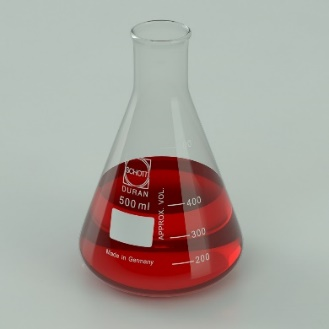 SCHOTT
DURAN
500 ml
APPROX. VOL.
400
300
200
Made in Germany